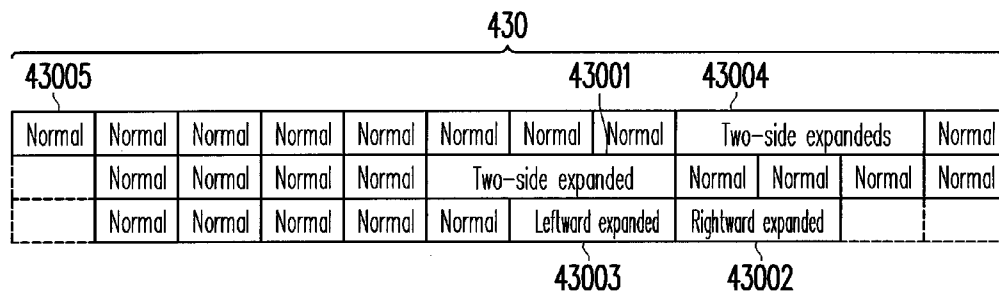 430
43005 43001 43004
Normal Normal Normal Normal Normal Normal Normal Normal Two-side expandeds Normal
Normal Normal Normal Normal Two-side expanded Normal Normal Normal Normal
Normal Normal Normal Normal Normal Leftward expanded Rightward expanded
43003 43002